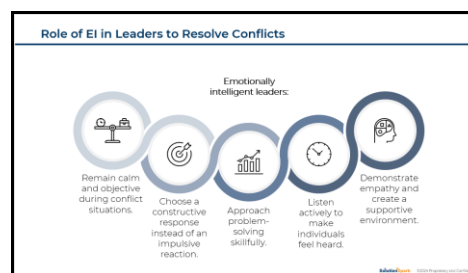 Role of EI in Leaders to Resolve Conflicts
Emotionally
intelligent leaders:
Remain calm
and objective
during conflict
situations.
Choose a
constructive
response
instead of an
impulsive
reaction.
Approach
problem-
solving
skillfully.
Listen
actively to
make
individuals
feel heard.
Demonstrate
empathy and
create a
supportive
environment.